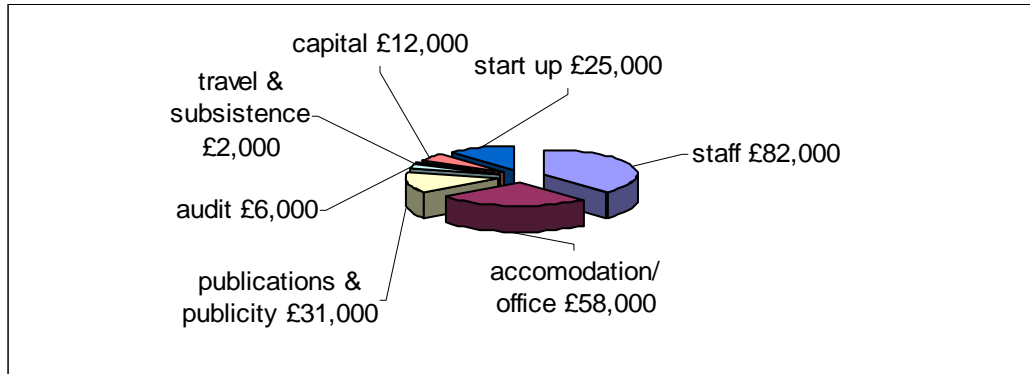 capital £12,000
start up £25,000
travel &
subsistence
£2,000
staff £82,000
audit £6,000
accomodation/
office £58,000
publications &
publicity £31,000